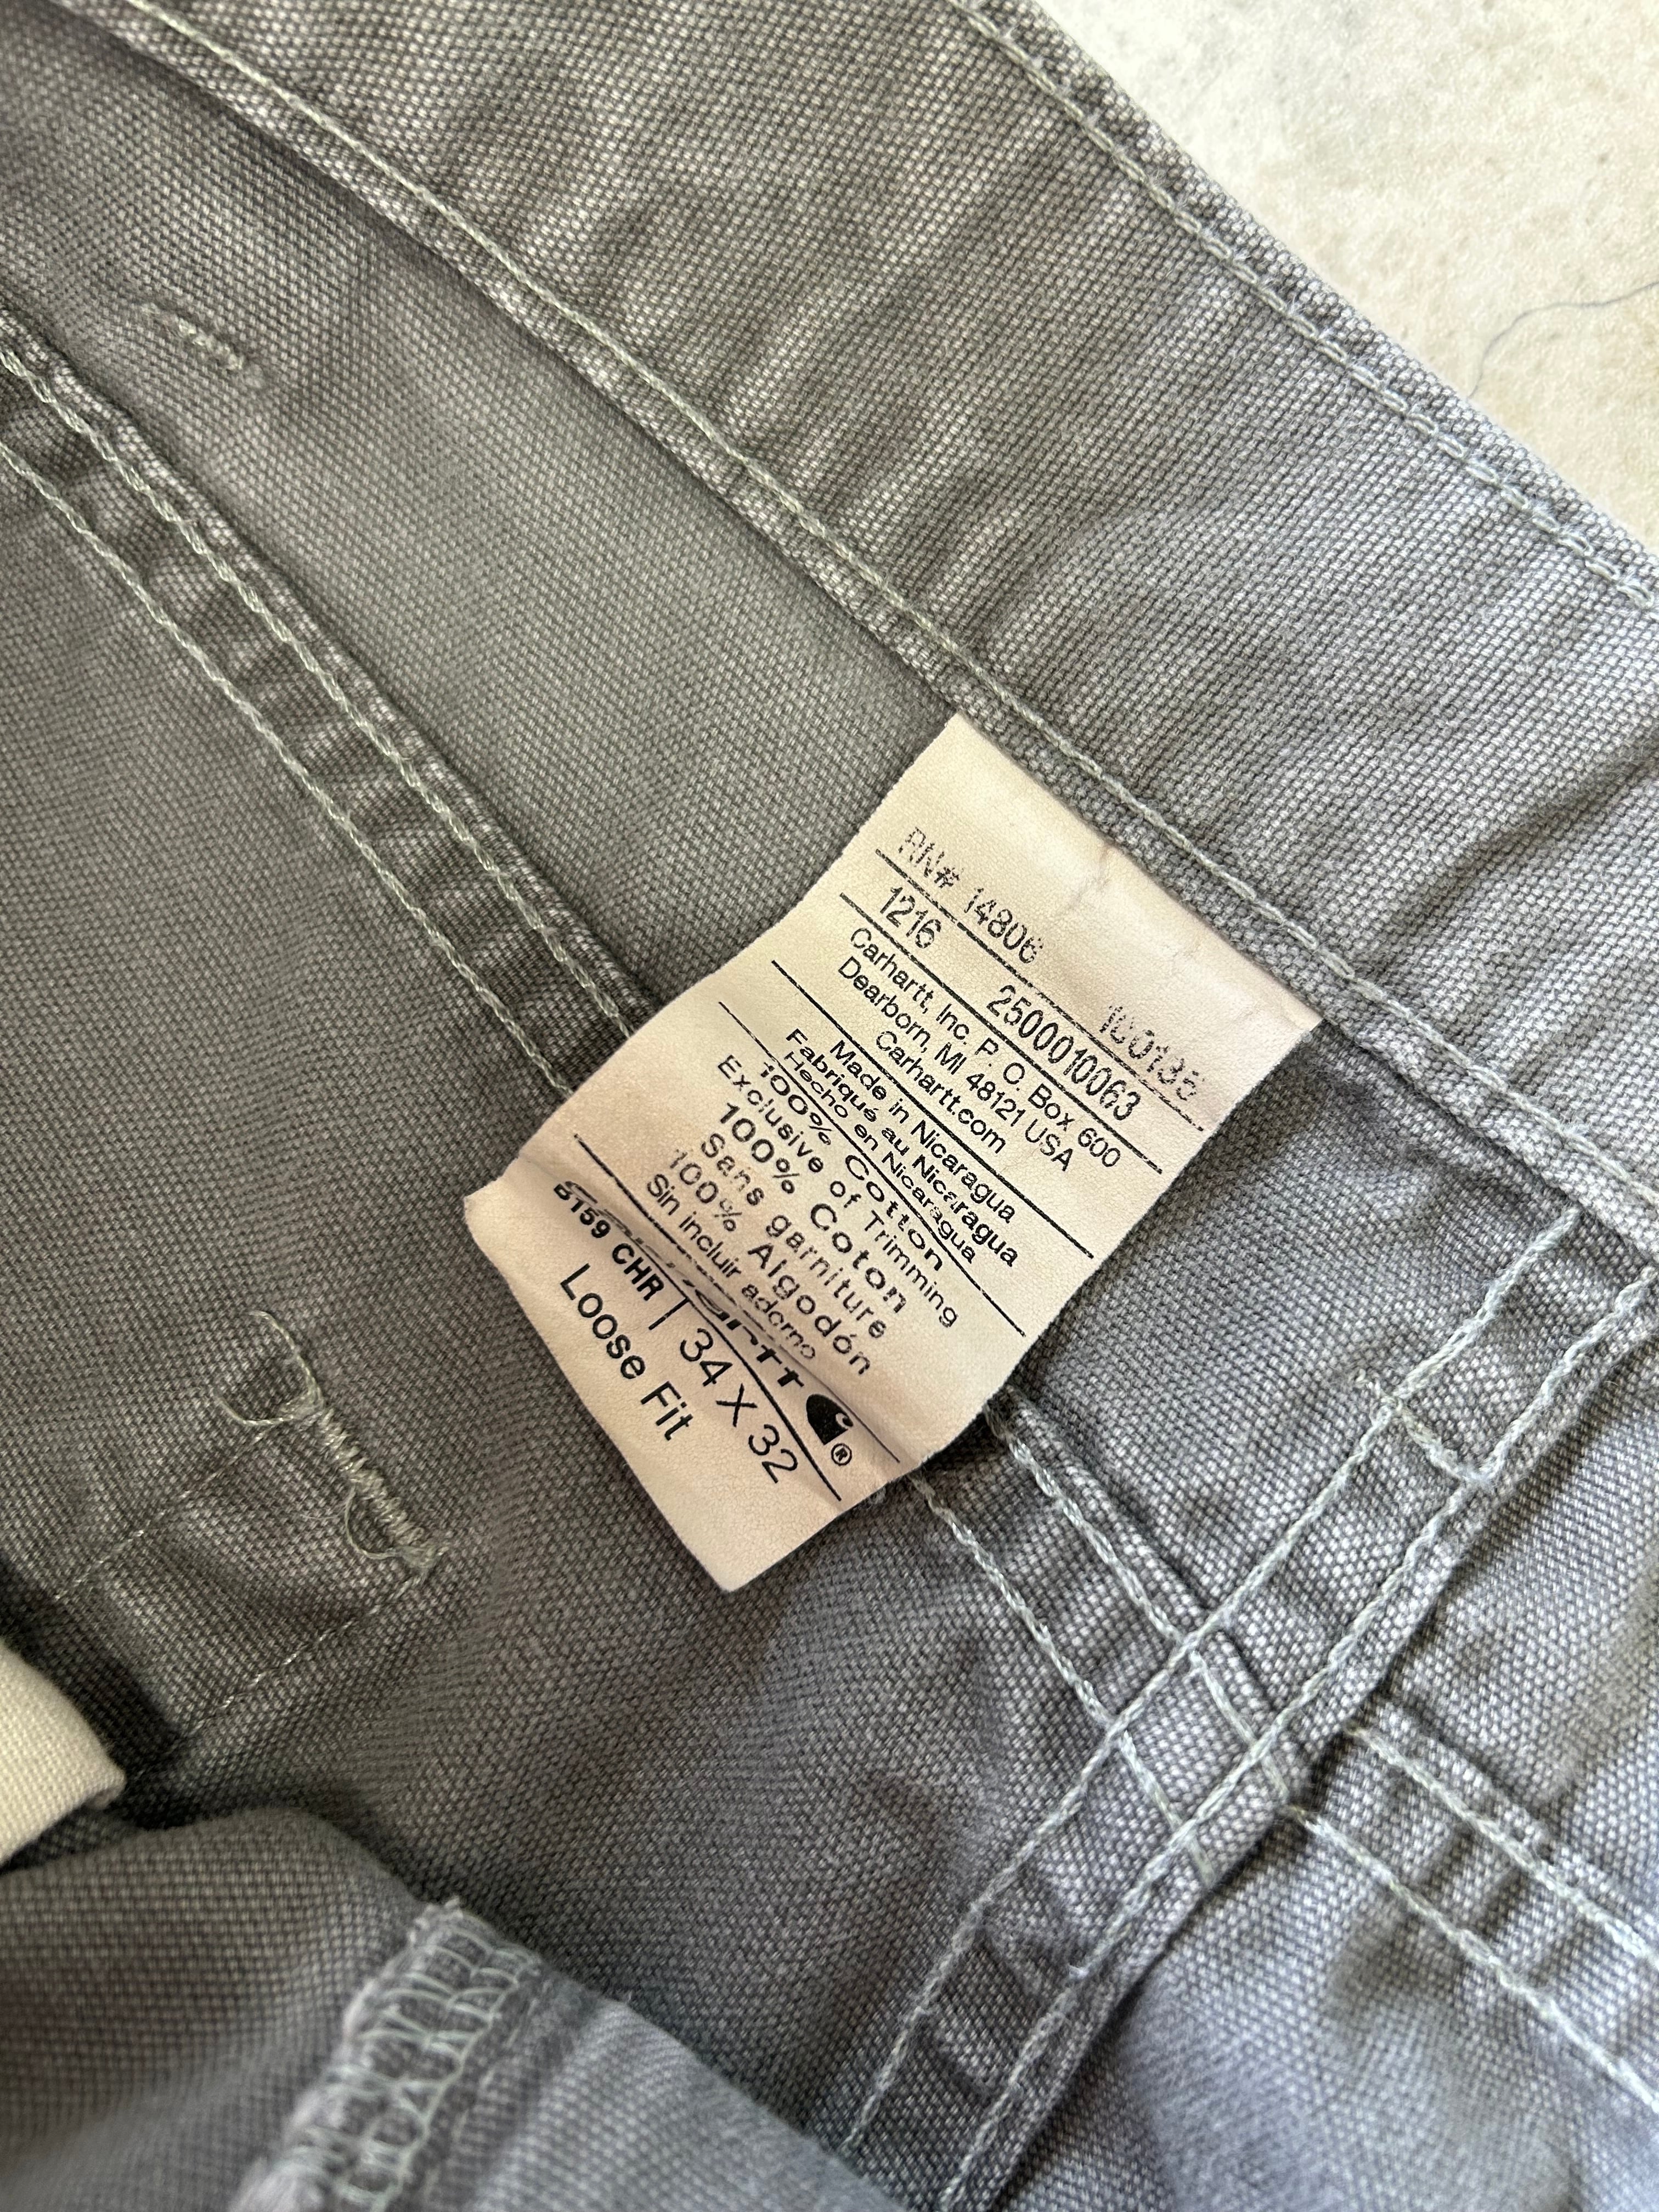 RN# 14806 100135
1216 2500010063
Carhartt, Inc. P. O. Box 600
Dearborn, MI 48121 USA
Carhartt.com
Made in Nicaragua
Fabriqué au Nicaragua
Hecho en Nicaragua
100% Cotton
Exclusive of Trimming
100% Coton
Sans garniture
100% Algodón
Sin incluir adorno
carhartt ®
B159 CHR | 34 X 32
Loose Fit